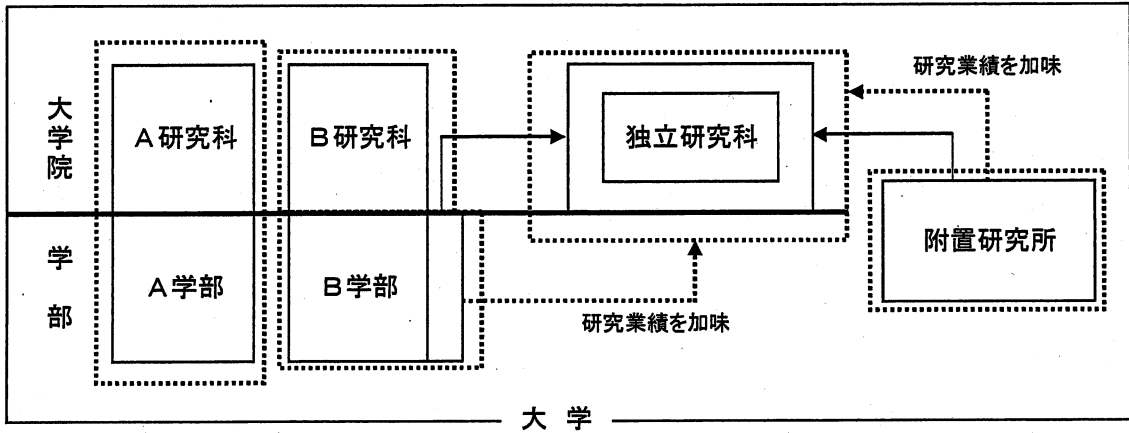 大学院
学部
A研究科
B研究科
独立研究科
研究業績を加味
A学部
B学部
附置研究所
研究業績を加味
大学